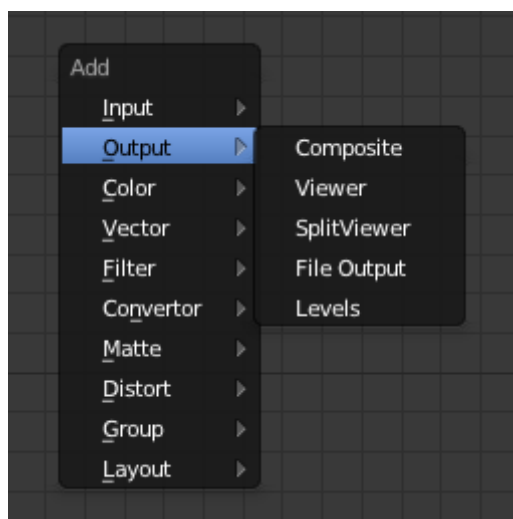 Add
Input
Output
Color
Vector
Filter
Convertor
Matte
Distort
Group
Layout
Composite
Viewer
SplitViewer
File Output
Levels